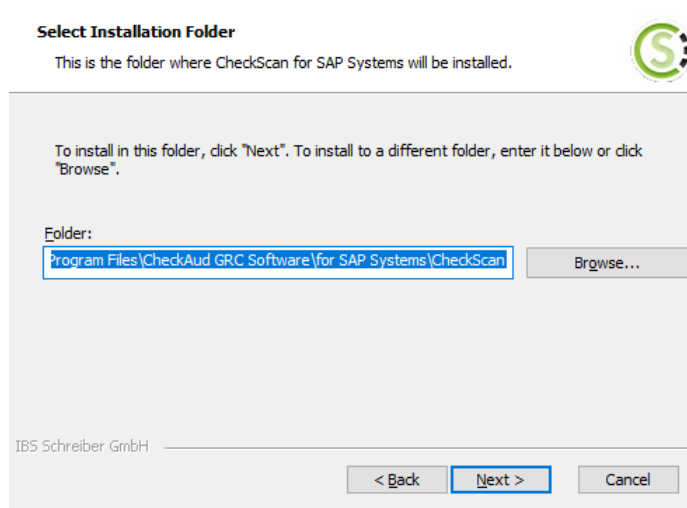 Select Installation Folder
This is the folder where CheckScan for SAP Systems will be installed.
To install in this folder, click "Next". To install to a different folder, enter it below or click
"Browse".
Folder:
Program Files\CheckAud GRC Software\for SAP Systems\CheckScan
Browse...
IBS Schreiber GmbH
< Back
Next >
Cancel